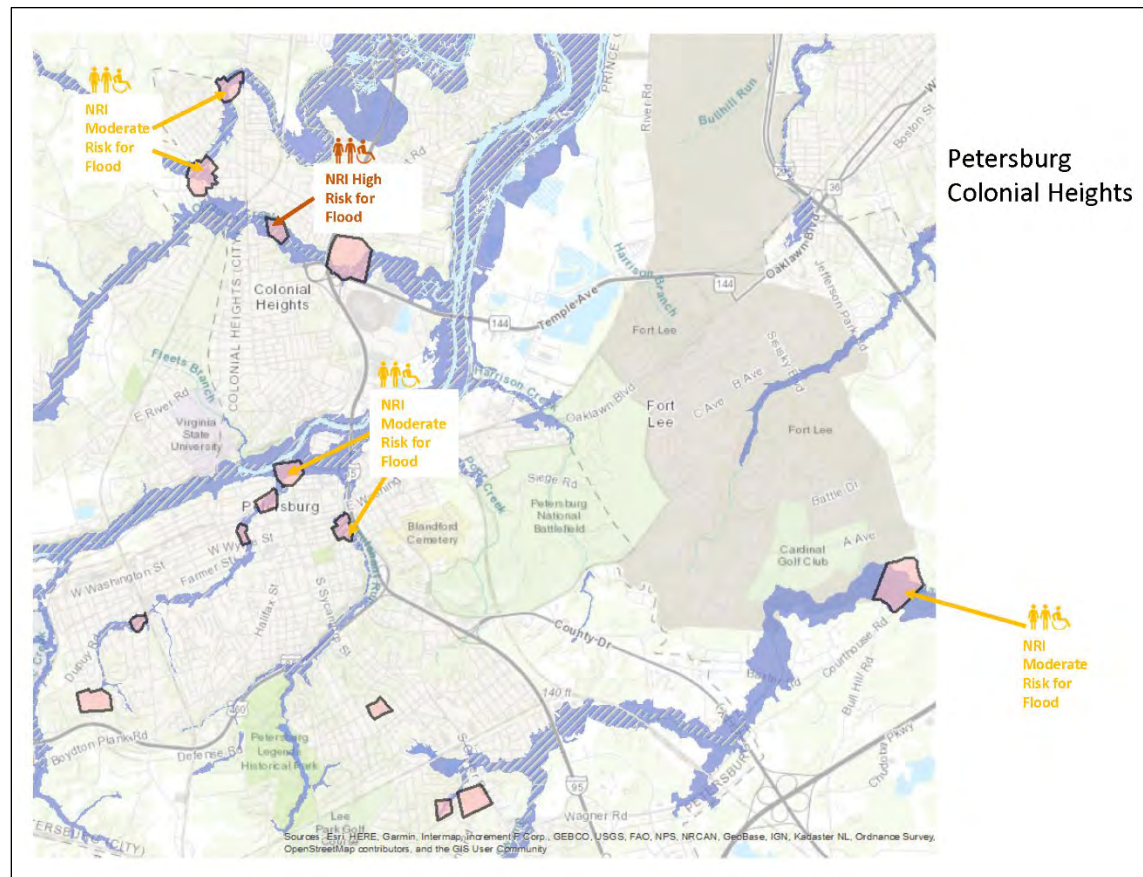 Petersburg
Colonial Heights
NRI
Moderate
Risk for
Flood
NRI High
Risk for
Flood
NRI
Moderate
Risk for
Flood
NRI
Moderate
Risk for
Flood
River Rd
Bullhill Run
Boston St
36
144
Oaklawn Blvd
Jefferson Park Rd
Harrison Branch
Temple Ave
144
Colonial
Heights
COLONIAL HEIGHTS (CITY)
Fort Lee
Fleets Branch
E River Rd
Virginia
State
University
Harrison Creek
Oaklawn Blvd
C Ave
B Ave
Fort
Lee
Fort Lee
Siege Rd
Petersburg
National
Battlefield
Poor Creek
Battle Dr
A Ave
Cardinal
Golf Club
Blandford
Cemetery
W Washington St
Farmer St
Halifax St
S Sycamore St
Dupuy Rd
County Dr
Courthouse Rd
Bull Hill Rd
140 ft
460
Boydton Plank Rd
Defense Rd
Petersburg
Legends
Historical Park
95
Wagner Rd
Lee
Park Golf
Course
Sources: Esri, HERE, Garmin, Intermap, increment P Corp., GEBCO, USGS, FAO, NPS, NRCAN, GeoBase, IGN, Kadaster NL, Ordnance Survey,
OpenStreetMap contributors, and the GIS User Community